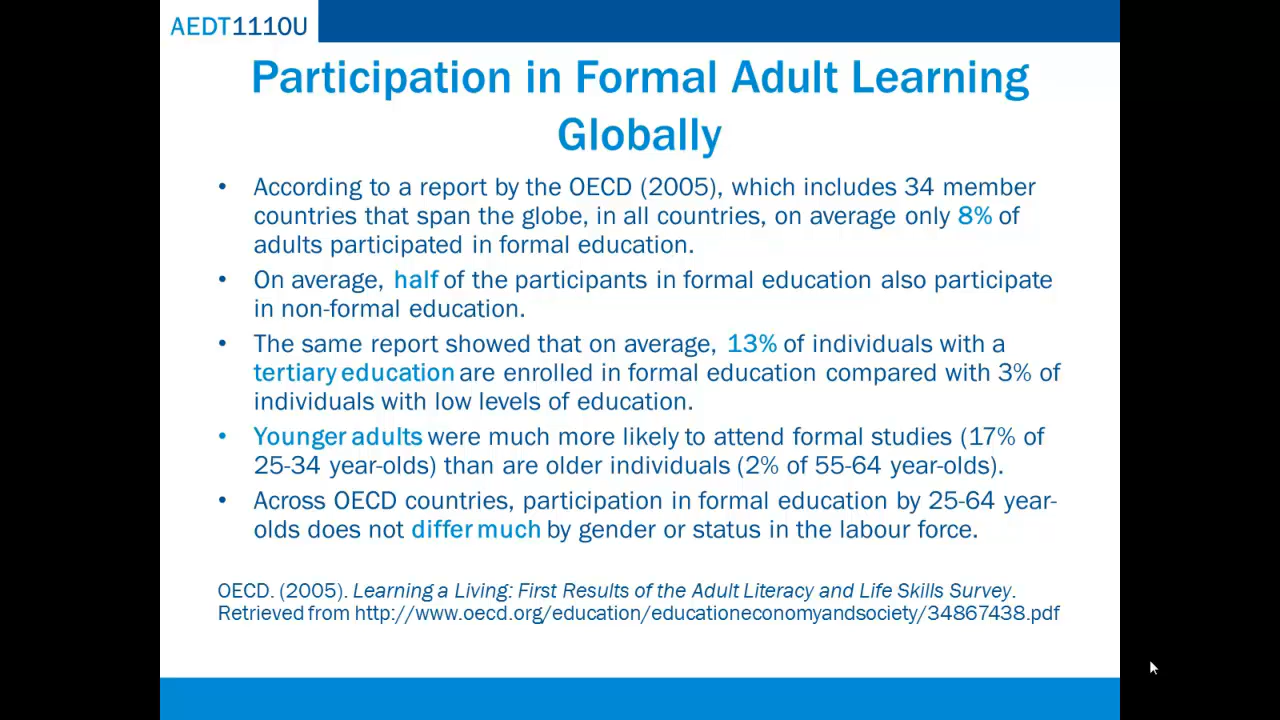 AEDT1110U
Participation in Formal Adult Learning
Globally
• According to a report by the OECD (2005), which includes 34 member
countries that span the globe, in all countries, on average only 8% of
adults participated in formal education.
• On average, half of the participants in formal education also participate
in non-formal education.
• The same report showed that on average, 13% of individuals with a
tertiary education are enrolled in formal education compared with 3% of
individuals with low levels of education.
• Younger adults were much more likely to attend formal studies (17% of
25-34 year-olds) than are older individuals (2% of 55-64 year-olds).
• Across OECD countries, participation in formal education by 25-64 year-
olds does not differ much by gender or status in the labour force.
OECD. (2005). Learning a Living: First Results of the Adult Literacy and Life Skills Survey.
Retrieved from http://www.oecd.org/education/educationeconomyandsociety/34867438.pdf